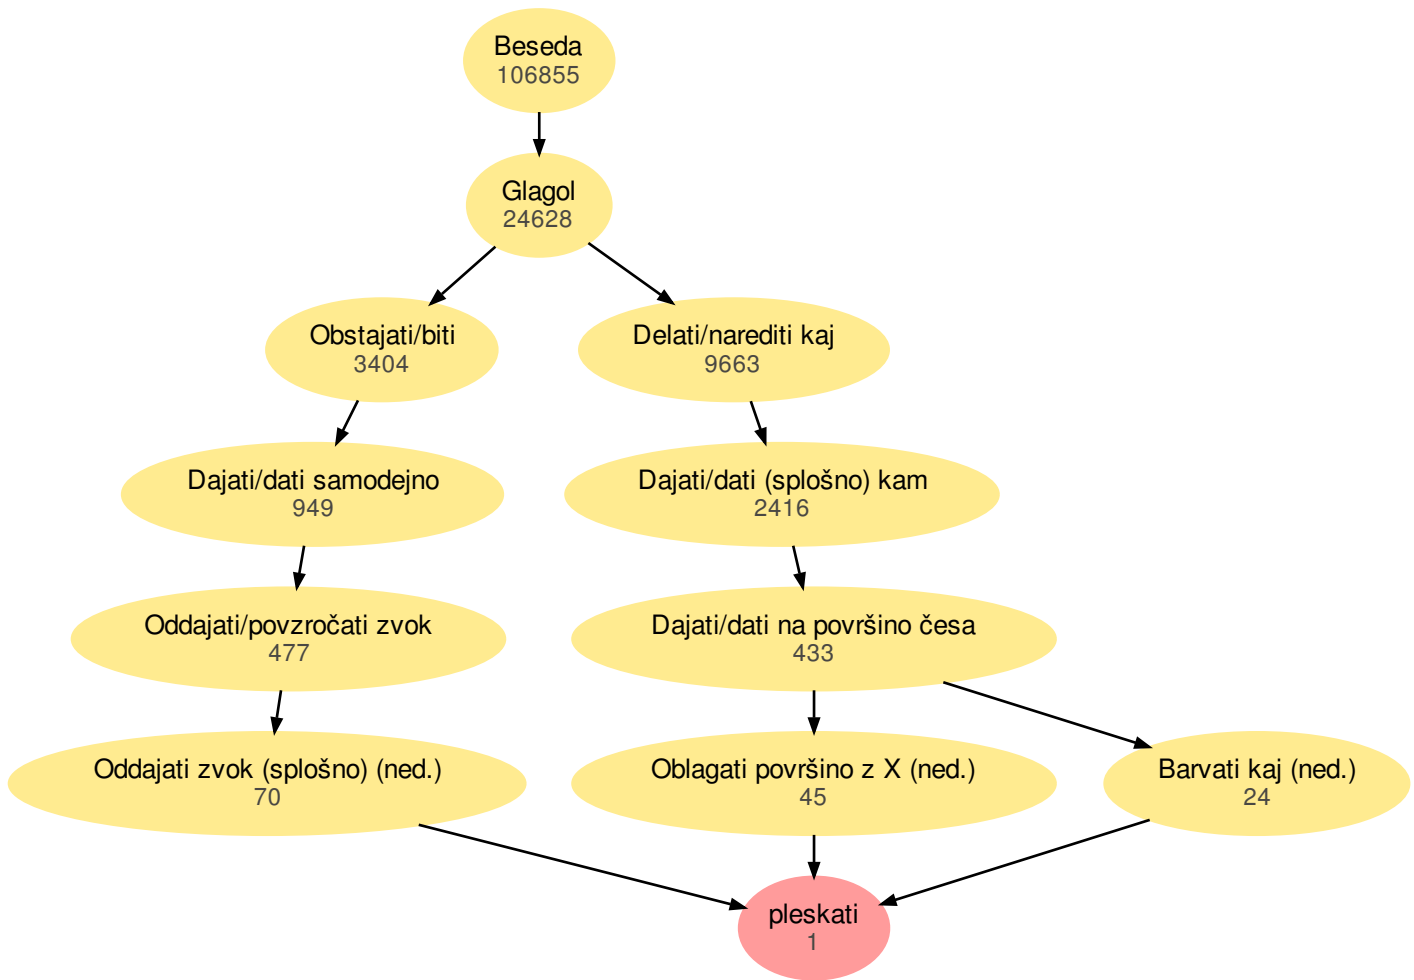 Beseda
106855
Glagol
24628
Obstajati/biti
3404
Delati/narediti kaj
9663
Dajati/dati samodejno
949
Dajati/dati (splošno) kam
2416
Oddajati/povzročati zvok
477
Dajati/dati na površino česa
433
Oddajati zvok (splošno) (ned.)
70
Oblagati površino z X (ned.)
45
Barvati kaj (ned.)
24
pleskati
1